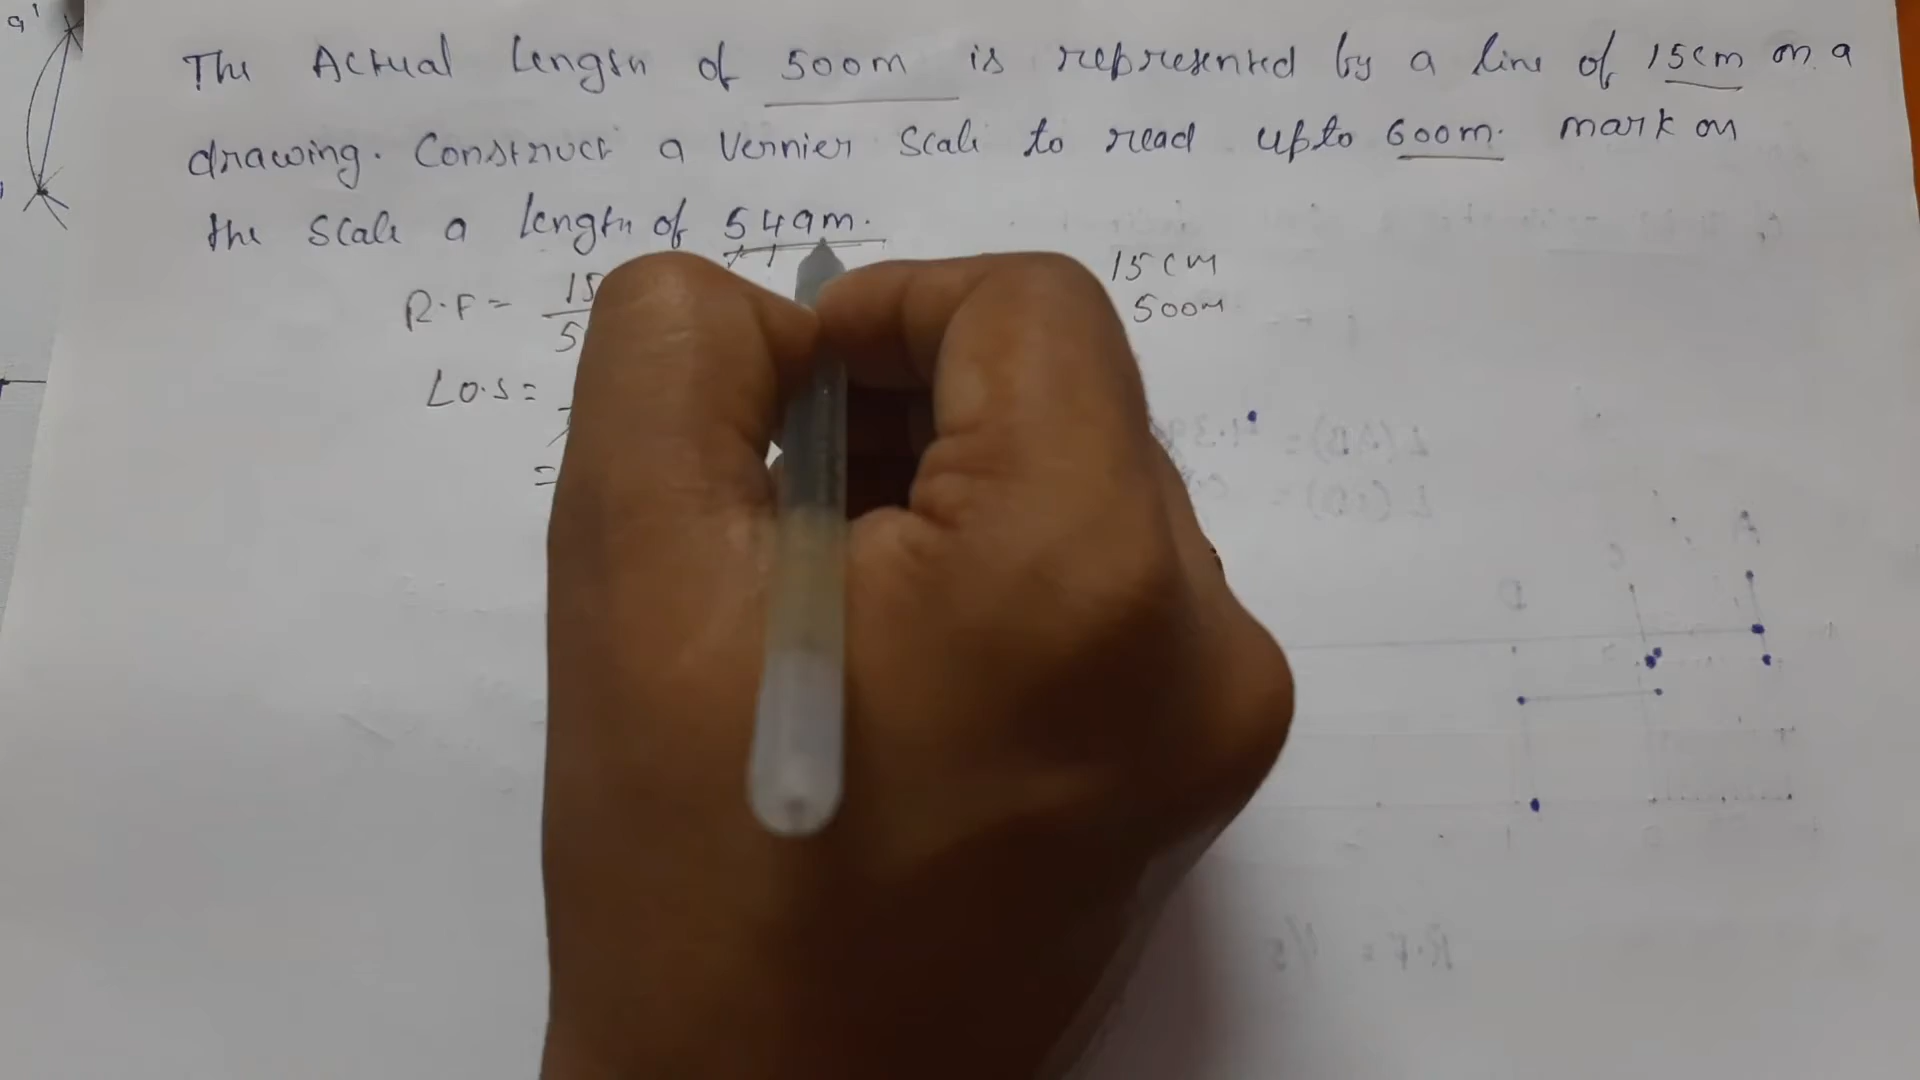 The Actual length of 500m is represented by a line of 15cm on a
drawing. Construct a Vernier Scale to read upto 600m. mark on
the scale a length of 549m.
15cm
R.F = 15
500m
L.O.S =
=